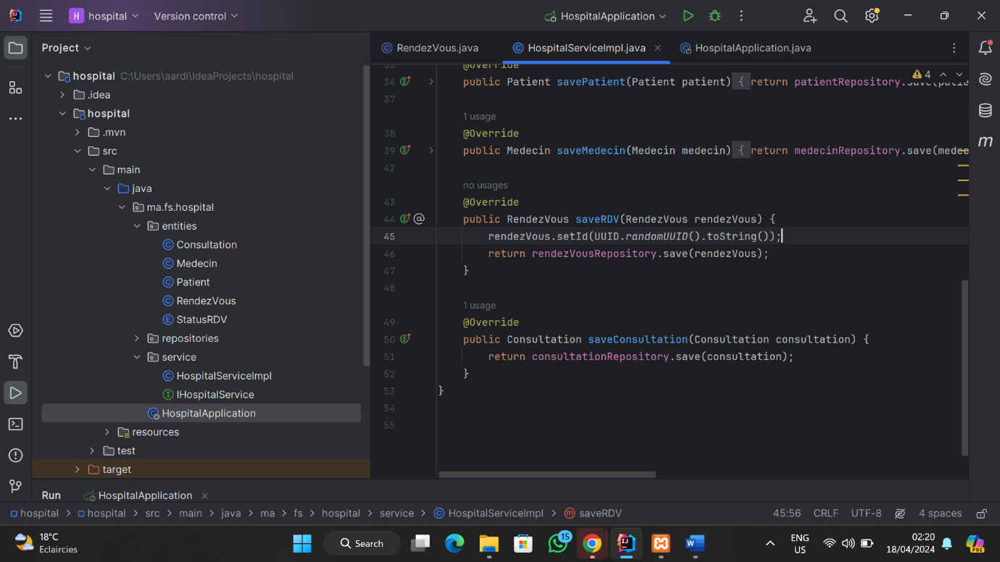 H hospital Version control HospitalApplication
Project
hospital C:\Users\aardi\IdeaProjects\hospital
.idea
hospital
.mvn
src
main
java
ma.fs.hospital
entities
Consultation
Medecin
Patient
RendezVous
StatusRDV
repositories
service
HospitalServiceImpl
IHospitalService
HospitalApplication
resources
test
target
RendezVous.java HospitalServiceImpl.java HospitalApplication.java
33 @Override
4
34 public Patient savePatient(Patient patient) { return patientRepository.save(patie
37
1 usage
38 @Override
39 public Medecin saveMedecin(Medecin medecin) { return medecinRepository.save(medec
42
no usages
43 @Override
44 @ public RendezVous saveRDV(RendezVous rendezVous) {
45 rendezVous.setId(UUID.randomUUID().toString());
46 return rendezVousRepository.save(rendezVous);
47 }
48
1 usage
49 @Override
50 public Consultation saveConsultation(Consultation consultation) {
51 return consultationRepository.save(consultation);
52 }
53 }
54
55
m
Run HospitalApplication
hospital > hospital > src > main > java > ma > fs > hospital > service > HospitalServiceImpl > saveRDV 45:56 CRLF UTF-8 4 spaces
18°C
Eclaircies
Search
15
ENG
US
02:20
18/04/2024
PRE